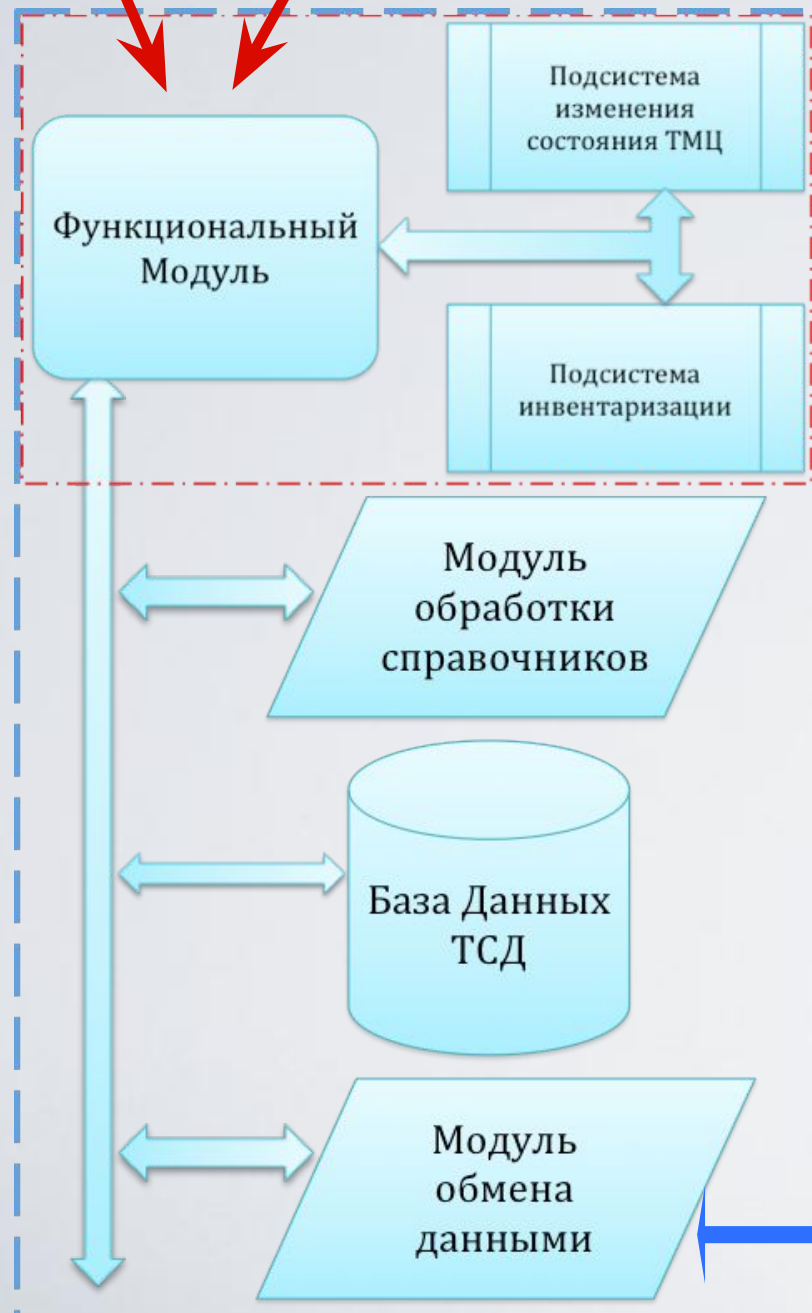 Подсистема
изменения
состояния ТМЦ
Функциональный
Модуль
Подсистема
инвентаризации
Модуль
обработки
справочников
База Данных
ТСД
Модуль
обмена
данными